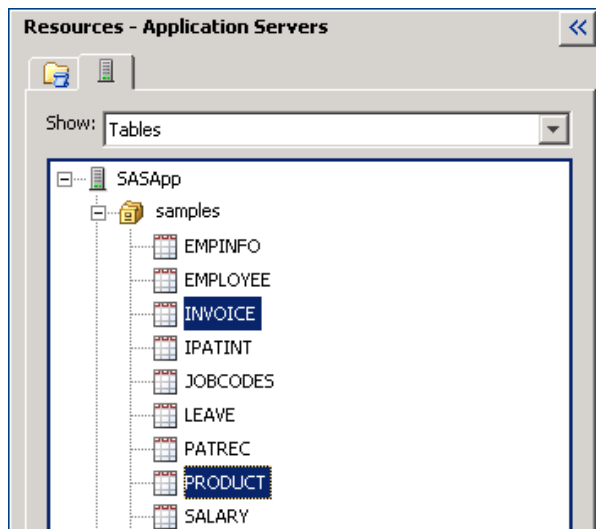 Resources - Application Servers
Show: Tables
SASApp
samples
EMPINFO
EMPLOYEE
INVOICE
IPATINT
JOBCODES
LEAVE
PATREC
PRODUCT
SALARY